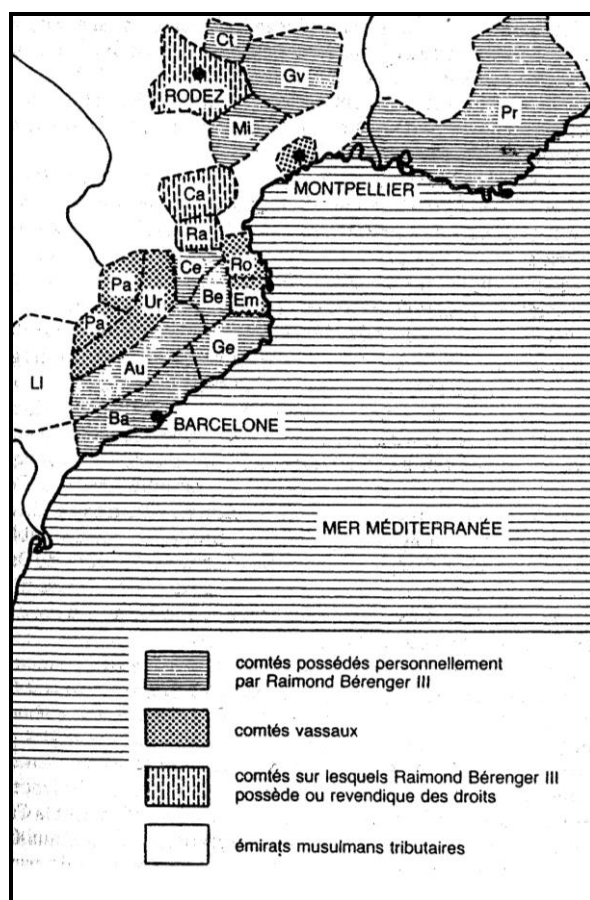 Ct
Gv
RODEZ
Pr
Mi
MONTPELLIER
Ca
Ra
Ce
Ro
Pa
Ur
Be
Em
Pa
Ge
Ll
Au
Ba
BARCELONE
MER MÉDITERRANÉE
comtés possédés personnellement
par Raimond Bérenger III
comtés vassaux
comtés sur lesquels Raimond Bérenger III
possède ou revendique des droits
émirats musulmans tributaires